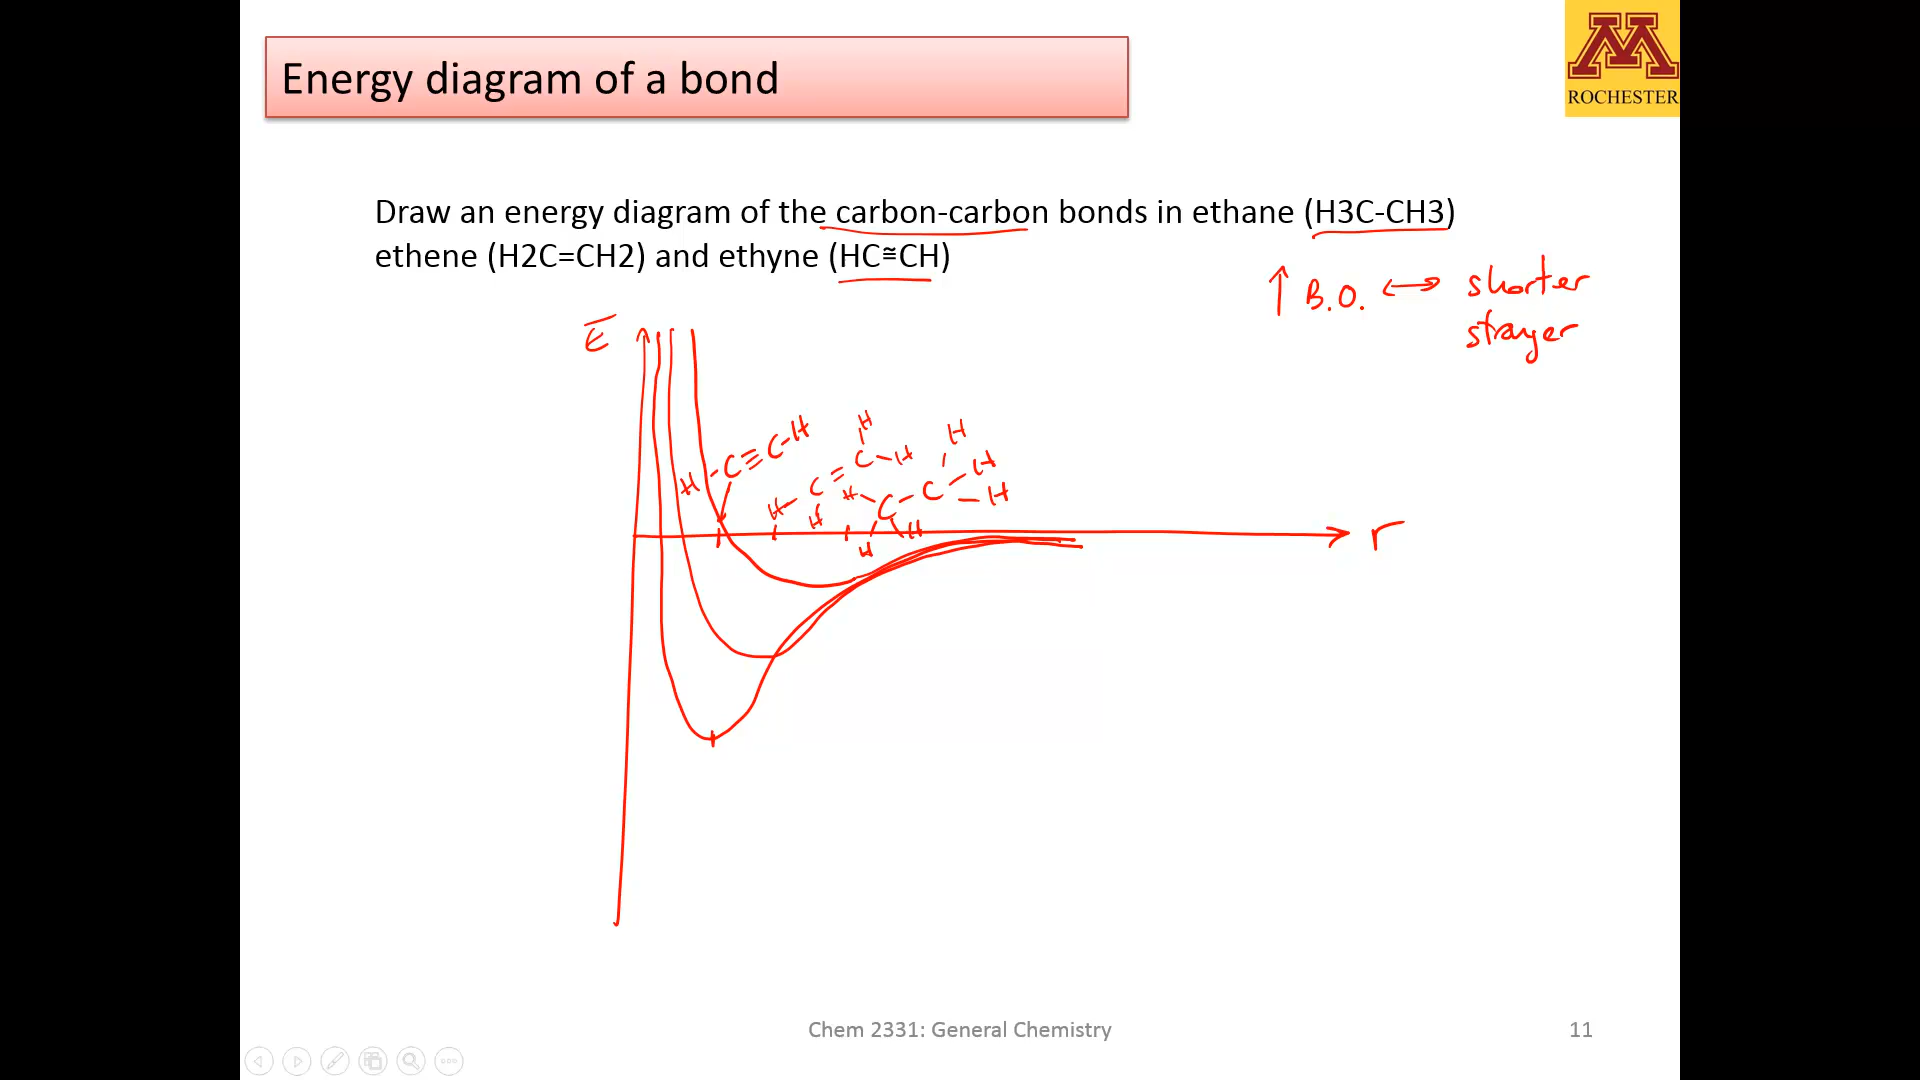 Energy diagram of a bond
M
ROCHESTER
Draw an energy diagram of the carbon-carbon bonds in ethane (H3C-CH3)
ethene (H2C=CH2) and ethyne (HC≅CH)
↑ B.O. ↔ shorter
stronger
E
H-C≡C-H
H
C-H
H-C=
H
H
H-C-C-H
H
H
H
r
Chem 2331: General Chemistry
11